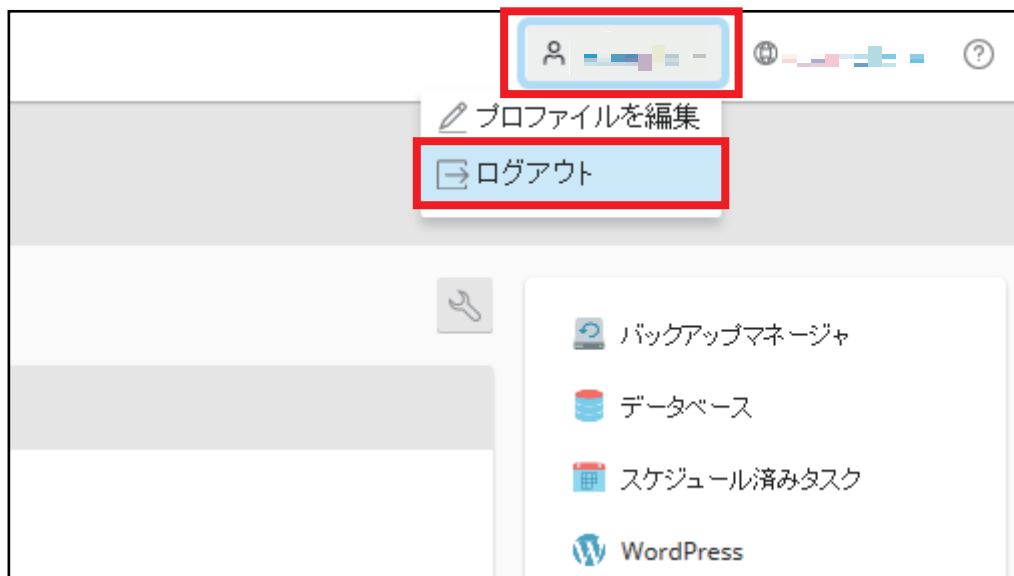 プロファイルを編集
ログアウト
バックアップマネージャ
データベース
スケジュール済みタスク
WordPress